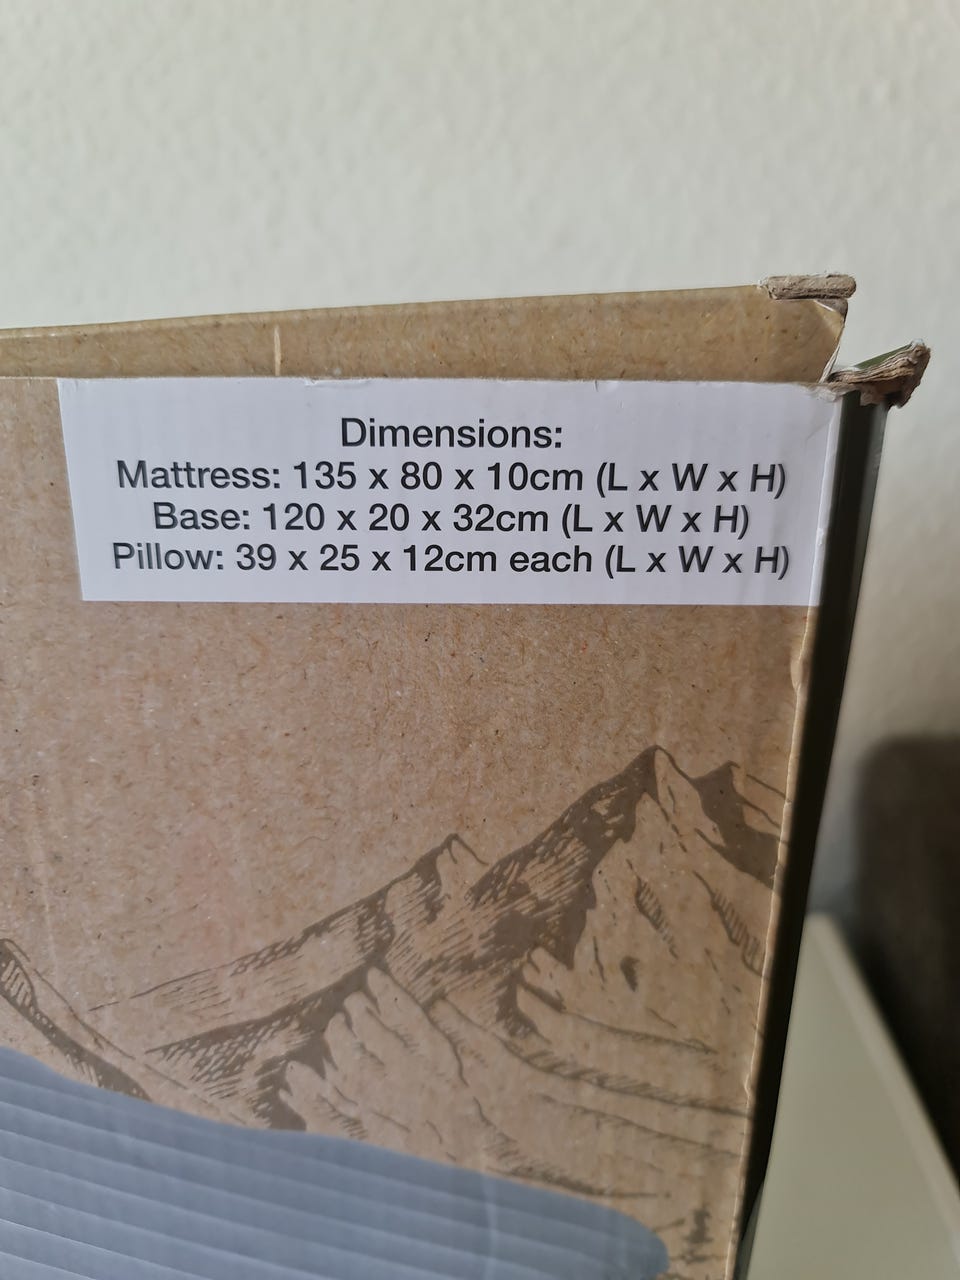 Dimensions:
Mattress: 135 x 80 x 10cm (L x W x H)
Base: 120 x 20 x 32cm (L x W x H)
Pillow: 39 x 25 x 12cm each (L x W x H)